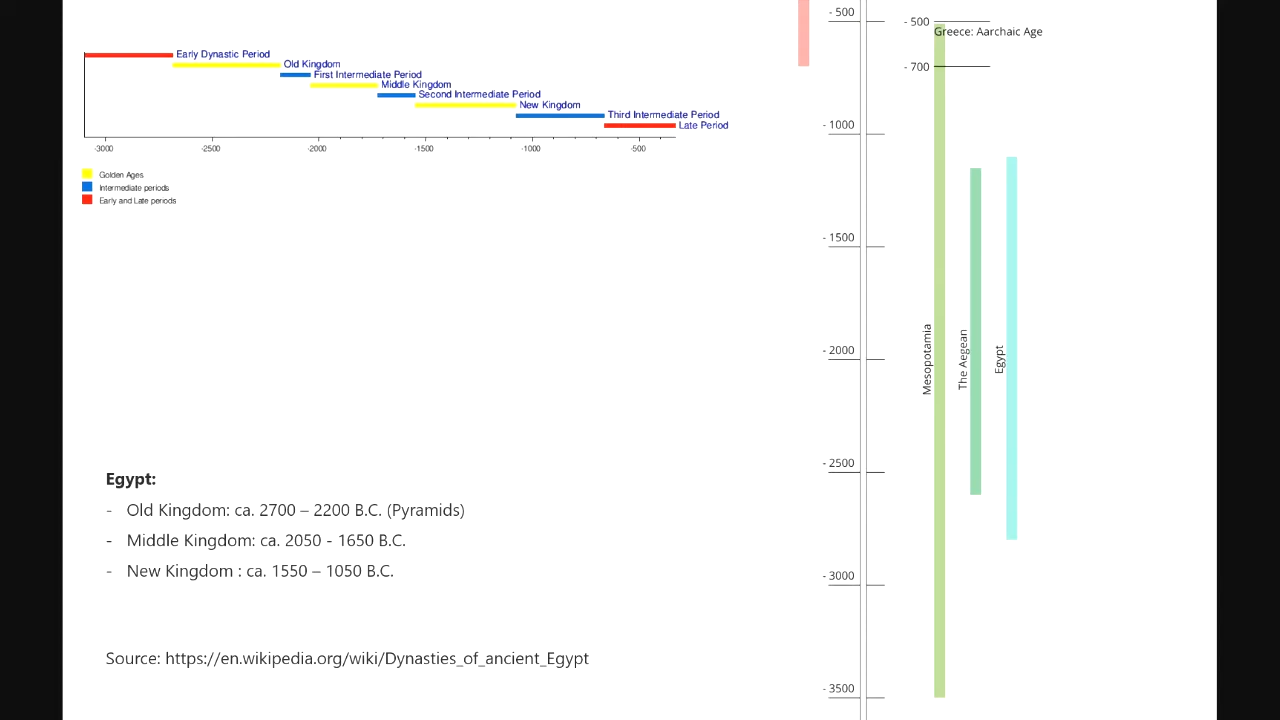 Early Dynastic Period
Old Kingdom
First Intermediate Period
Middle Kingdom
Second Intermediate Period
New Kingdom
Third Intermediate Period
Late Period
-3000 -2500 -2000 -1500 -1000 -500
Golden Ages
Intermediate periods
Early and Late periods
Egypt:
- Old Kingdom: ca. 2700 – 2200 B.C. (Pyramids)
- Middle Kingdom: ca. 2050 - 1650 B.C.
- New Kingdom : ca. 1550 – 1050 B.C.
Source: https://en.wikipedia.org/wiki/Dynasties_of_ancient_Egypt
- 500
- 1000
- 1500
- 2000
- 2500
- 3000
- 3500
- 500
Greece: Aarchaic Age
- 700
Mesopotamia
The Aegean
Egypt